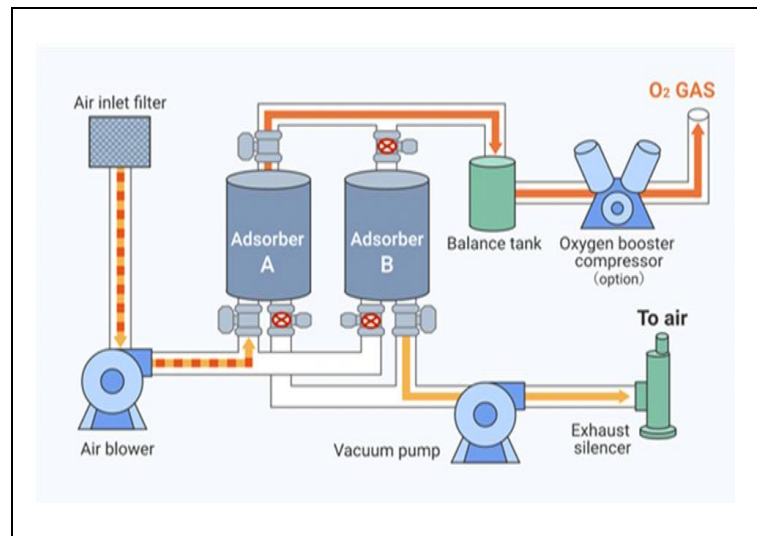 Air inlet filter
O₂ GAS
Adsorber
A
Adsorber
B
Balance tank
Oxygen booster
compressor
(option)
To air
Air blower
Vacuum pump
Exhaust
silencer